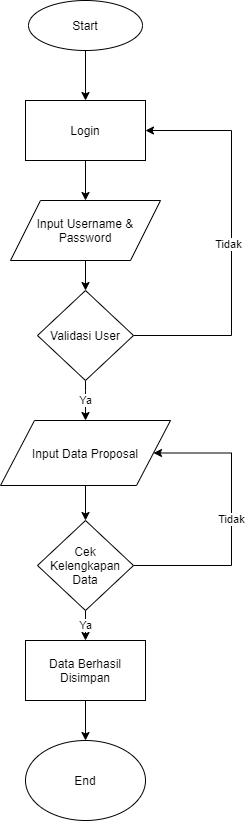 Start
Login
Input Username &
Password
Tidak
Validasi User
Ya
Input Data Proposal
Tidak
Cek
Kelengkapan
Data
Ya
Data Berhasil
Disimpan
End